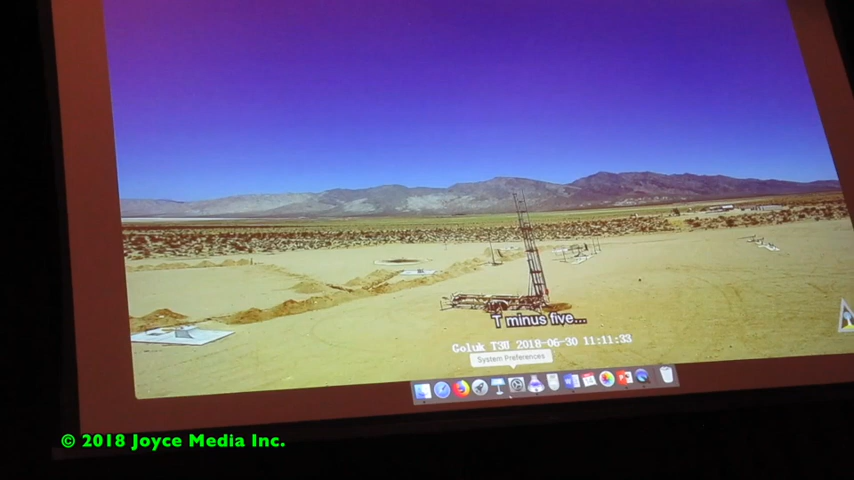 T minus five...
Goluk T3U 2018-06-30 11:11:33
System Preferences
© 2018 Joyce Media Inc.